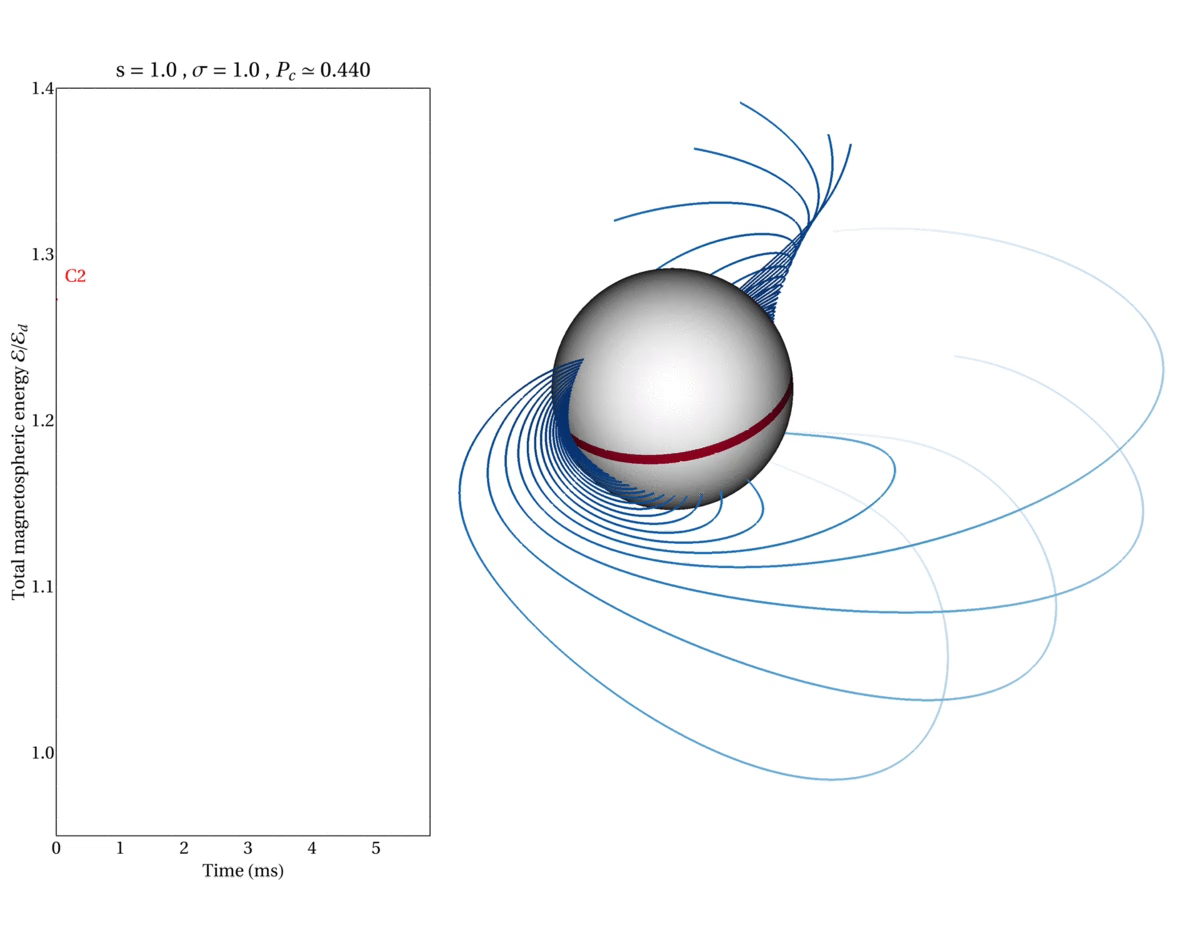 s = 1.0 , σ = 1.0 , P_c ≃ 0.440
1.4
1.3
C2
1.2
1.1
1.0
Total magnetospheric energy ℰ/ℰ_d
0 1 2 3 4 5
Time (ms)